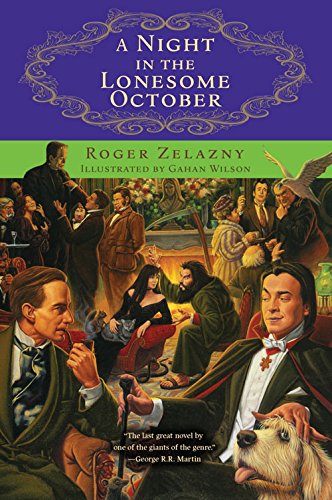 A NIGHT
IN THE
LONESOME
OCTOBER
ROGER ZELAZNY
ILLUSTRATED BY GAHAN WILSON
"The last great novel by
one of the giants of the genre."
—George R.R. Martin